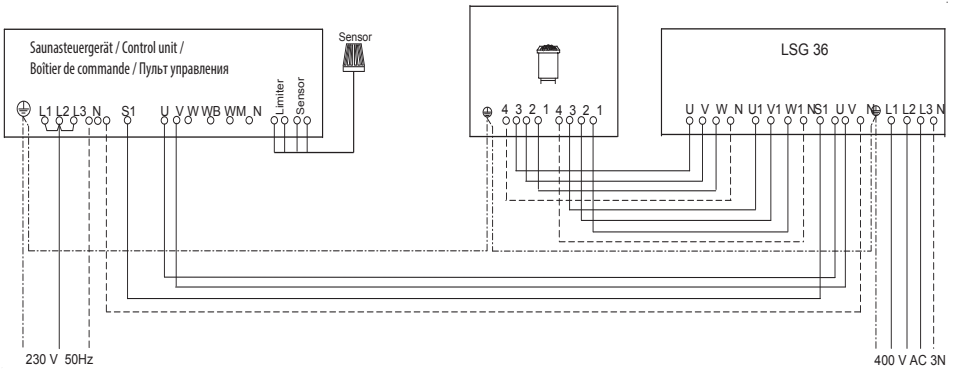 Saunasteuergerät / Control unit /
Boîtier de commande / Пульт управления
Sensor
Limiter
Sensor
L1 L2 L3 N S1 U V W WB WM N
4 3 2 1 4 3 2 1
LSG 36
U V W N U1 V1 W1 N S1 U V N L1 L2 L3 N
230 V 50Hz
400 V AC 3N